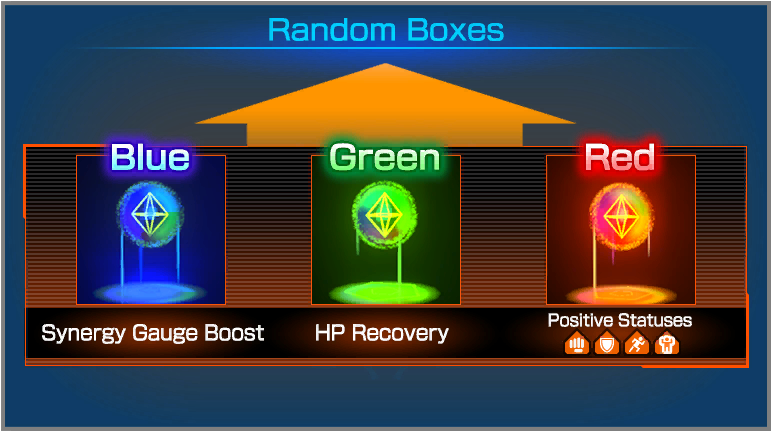 Random Boxes
Blue
Green
Red
Synergy Gauge Boost
HP Recovery
Positive Statuses